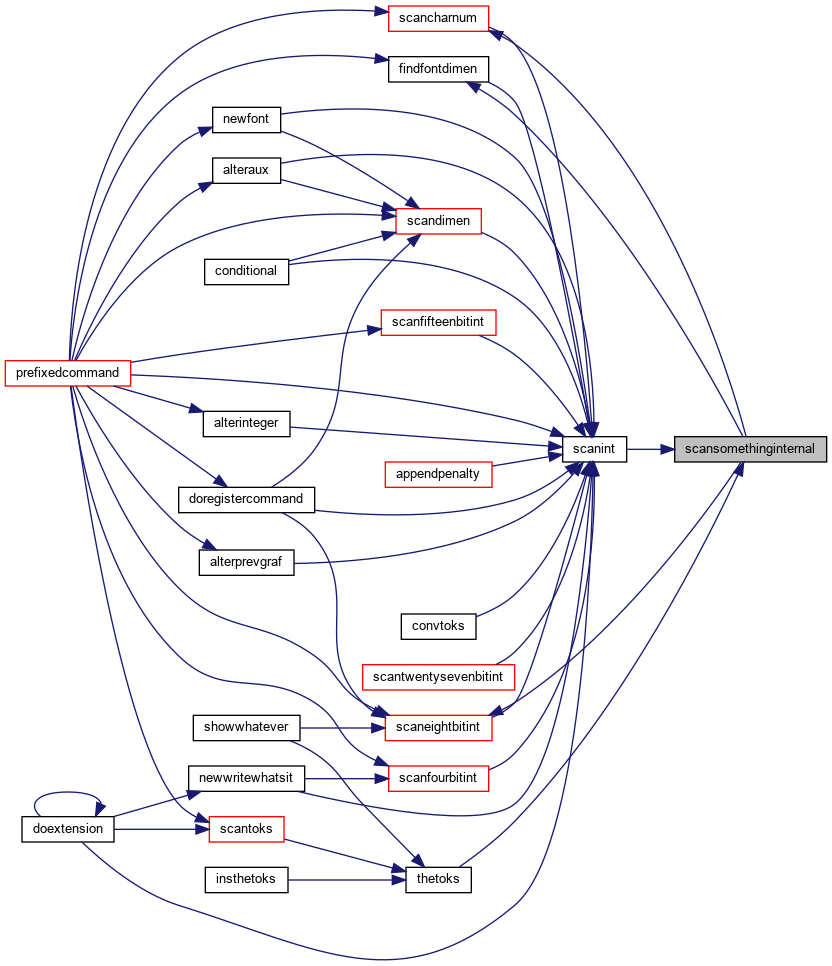 scancharnum
findfontdimen
newfont
alteraux
scandimen
conditional
scanfifteenbitint
prefixedcommand
alterinteger
scanint
scansomethinginternal
appendpenalty
doregistercommand
alterprevgraf
convtoks
scantwentysevenbitint
showwhatever
scaneightbitint
newwritewhatsit
scanfourbitint
doextension
scantoks
insthetoks
thetoks